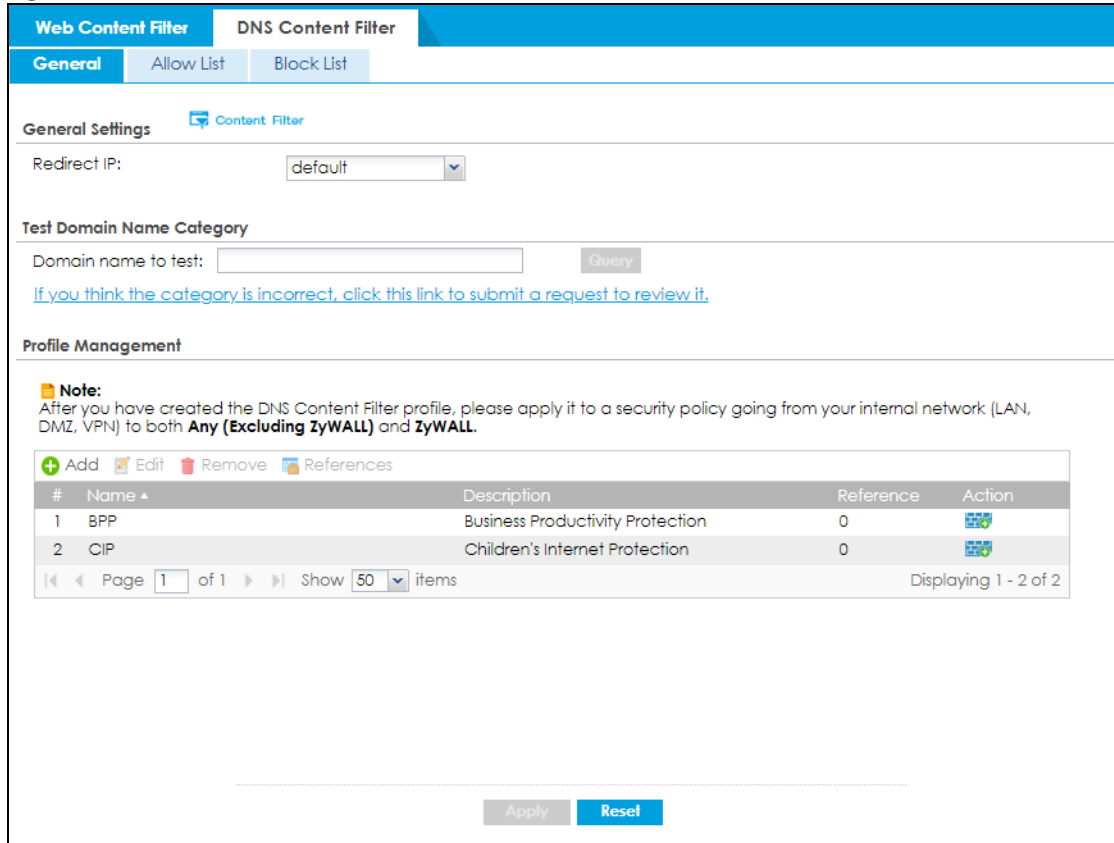 Web Content Filter DNS Content Filter
General Allow List Block List
General Settings Content Filter
Redirect IP: default
Test Domain Name Category
Domain name to test: Query
If you think the category is incorrect, click this link to submit a request to review it.
Profile Management
Note:
After you have created the DNS Content Filter profile, please apply it to a security policy going from your internal network (LAN,
DMZ, VPN) to both Any (Excluding ZyWALL) and ZyWALL.
Add Edit Remove References
# Name Description Reference Action
1 BPP Business Productivity Protection 0
2 CIP Children's Internet Protection 0
Page 1 of 1 Show 50 items Displaying 1 - 2 of 2
Apply Reset